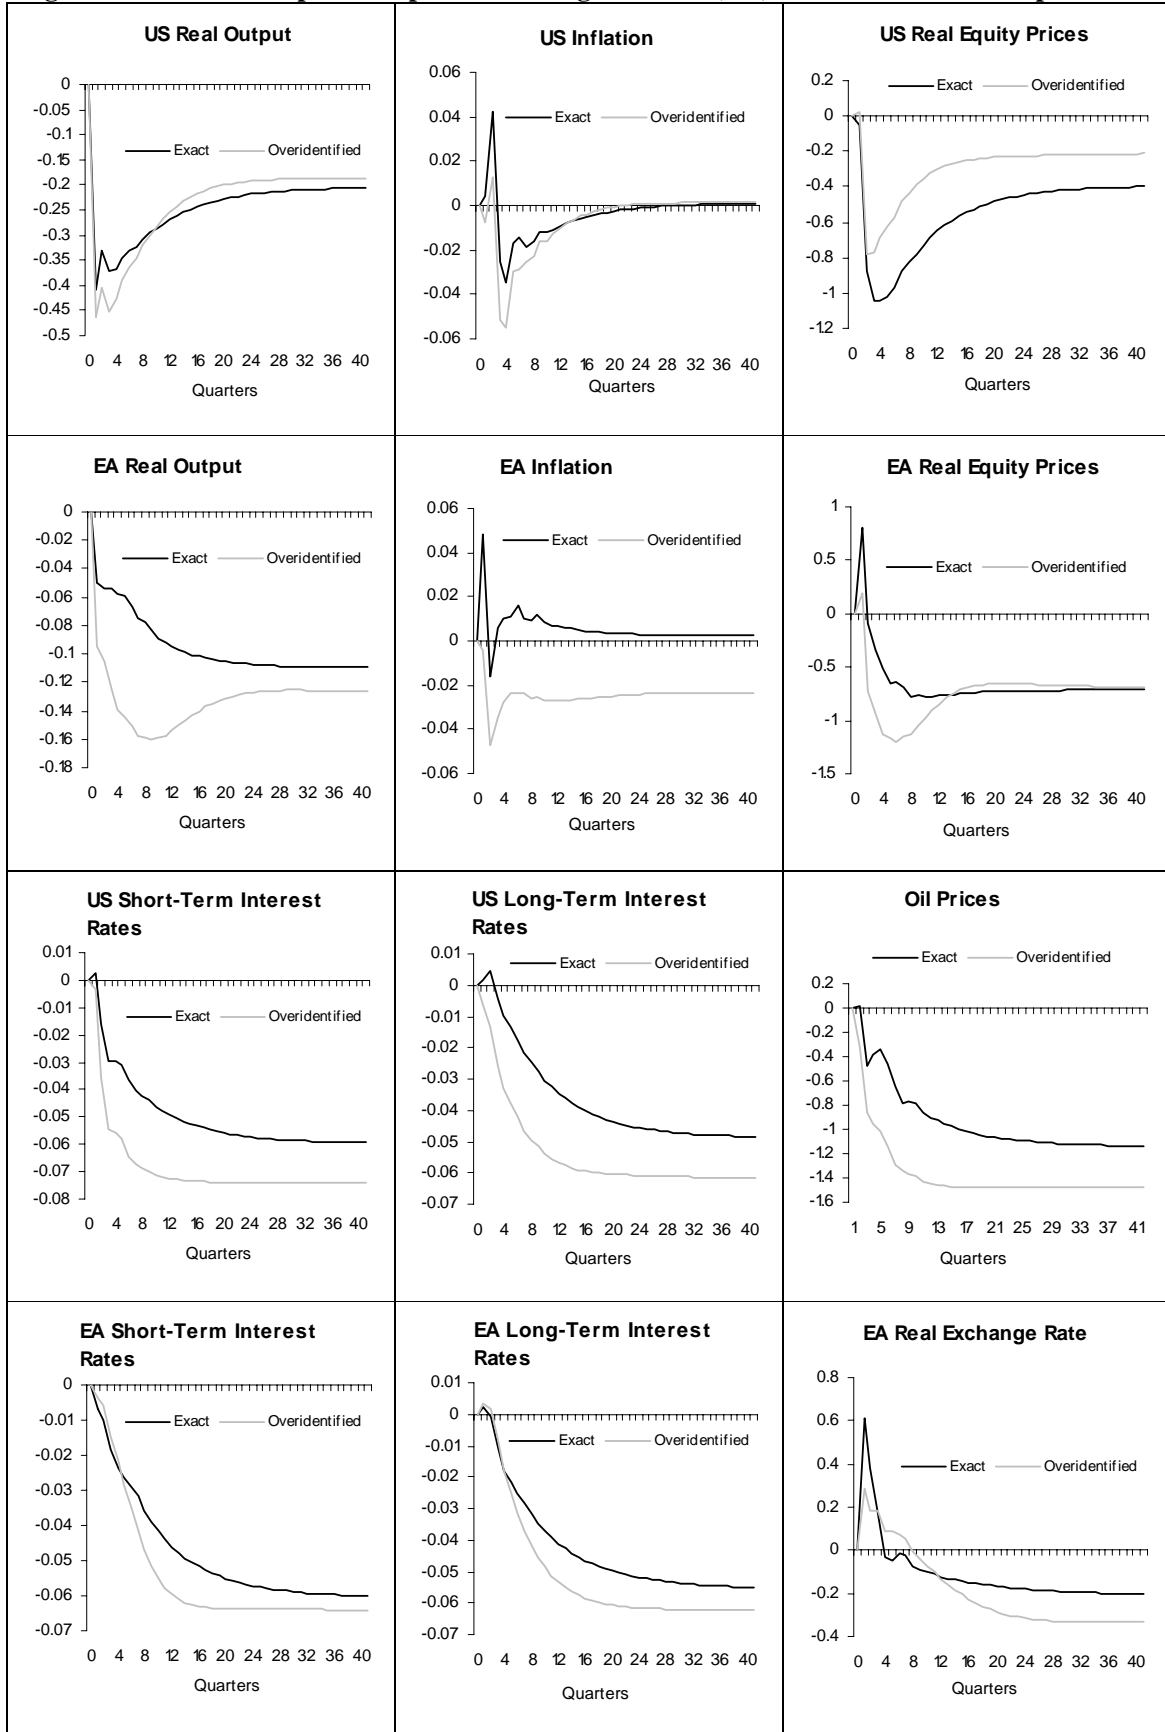 US Real Output
0
-0.05
-0.1
-0.15
-0.2
-0.25
-0.3
-0.35
-0.4
-0.45
-0.5
Exact Overidentified
0 4 8 12 16 20 24 28 32 36 40
Quarters
US Inflation
0.06
0.04
0.02
0
-0.02
-0.04
-0.06
Exact Overidentified
0 4 8 12 16 20 24 28 32 36 40
Quarters
US Real Equity Prices
0.2
0
-0.2
-0.4
-0.6
-0.8
-1
-1.2
Exact Overidentified
0 4 8 12 16 20 24 28 32 36 40
Quarters
EA Real Output
0
-0.02
-0.04
-0.06
-0.08
-0.1
-0.12
-0.14
-0.16
-0.18
Exact Overidentified
0 4 8 12 16 20 24 28 32 36 40
Quarters
EA Inflation
0.06
0.04
0.02
0
-0.02
-0.04
-0.06
Exact Overidentified
0 4 8 12 16 20 24 28 32 36 40
Quarters
EA Real Equity Prices
1
0.5
0
-0.5
-1
-1.5
Exact Overidentified
0 4 8 12 16 20 24 28 32 36 40
Quarters
US Short-Term Interest
Rates
0.01
0
-0.01
-0.02
-0.03
-0.04
-0.05
-0.06
-0.07
-0.08
Exact Overidentified
0 4 8 12 16 20 24 28 32 36 40
Quarters
US Long-Term Interest
Rates
0.01
0
-0.01
-0.02
-0.03
-0.04
-0.05
-0.06
-0.07
Exact Overidentified
0 4 8 12 16 20 24 28 32 36 40
Quarters
Oil Prices
Exact Overidentified
0.2
0
-0.2
-0.4
-0.6
-0.8
-1
-1.2
-1.4
-1.6
1 5 9 13 17 21 25 29 33 37 41
Quarters
EA Short-Term Interest
Rates
0
-0.01
-0.02
-0.03
-0.04
-0.05
-0.06
-0.07
Exact Overidentified
0 4 8 12 16 20 24 28 32 36 40
Quarters
EA Long-Term Interest
Rates
0.01
0
-0.01
-0.02
-0.03
-0.04
-0.05
-0.06
-0.07
Exact Overidentified
0 4 8 12 16 20 24 28 32 36 40
Quarters
EA Real Exchange Rate
0.8
0.6
0.4
0.2
0
-0.2
-0.4
Exact Overidentified
0 4 8 12 16 20 24 28 32 36 40
Quarters